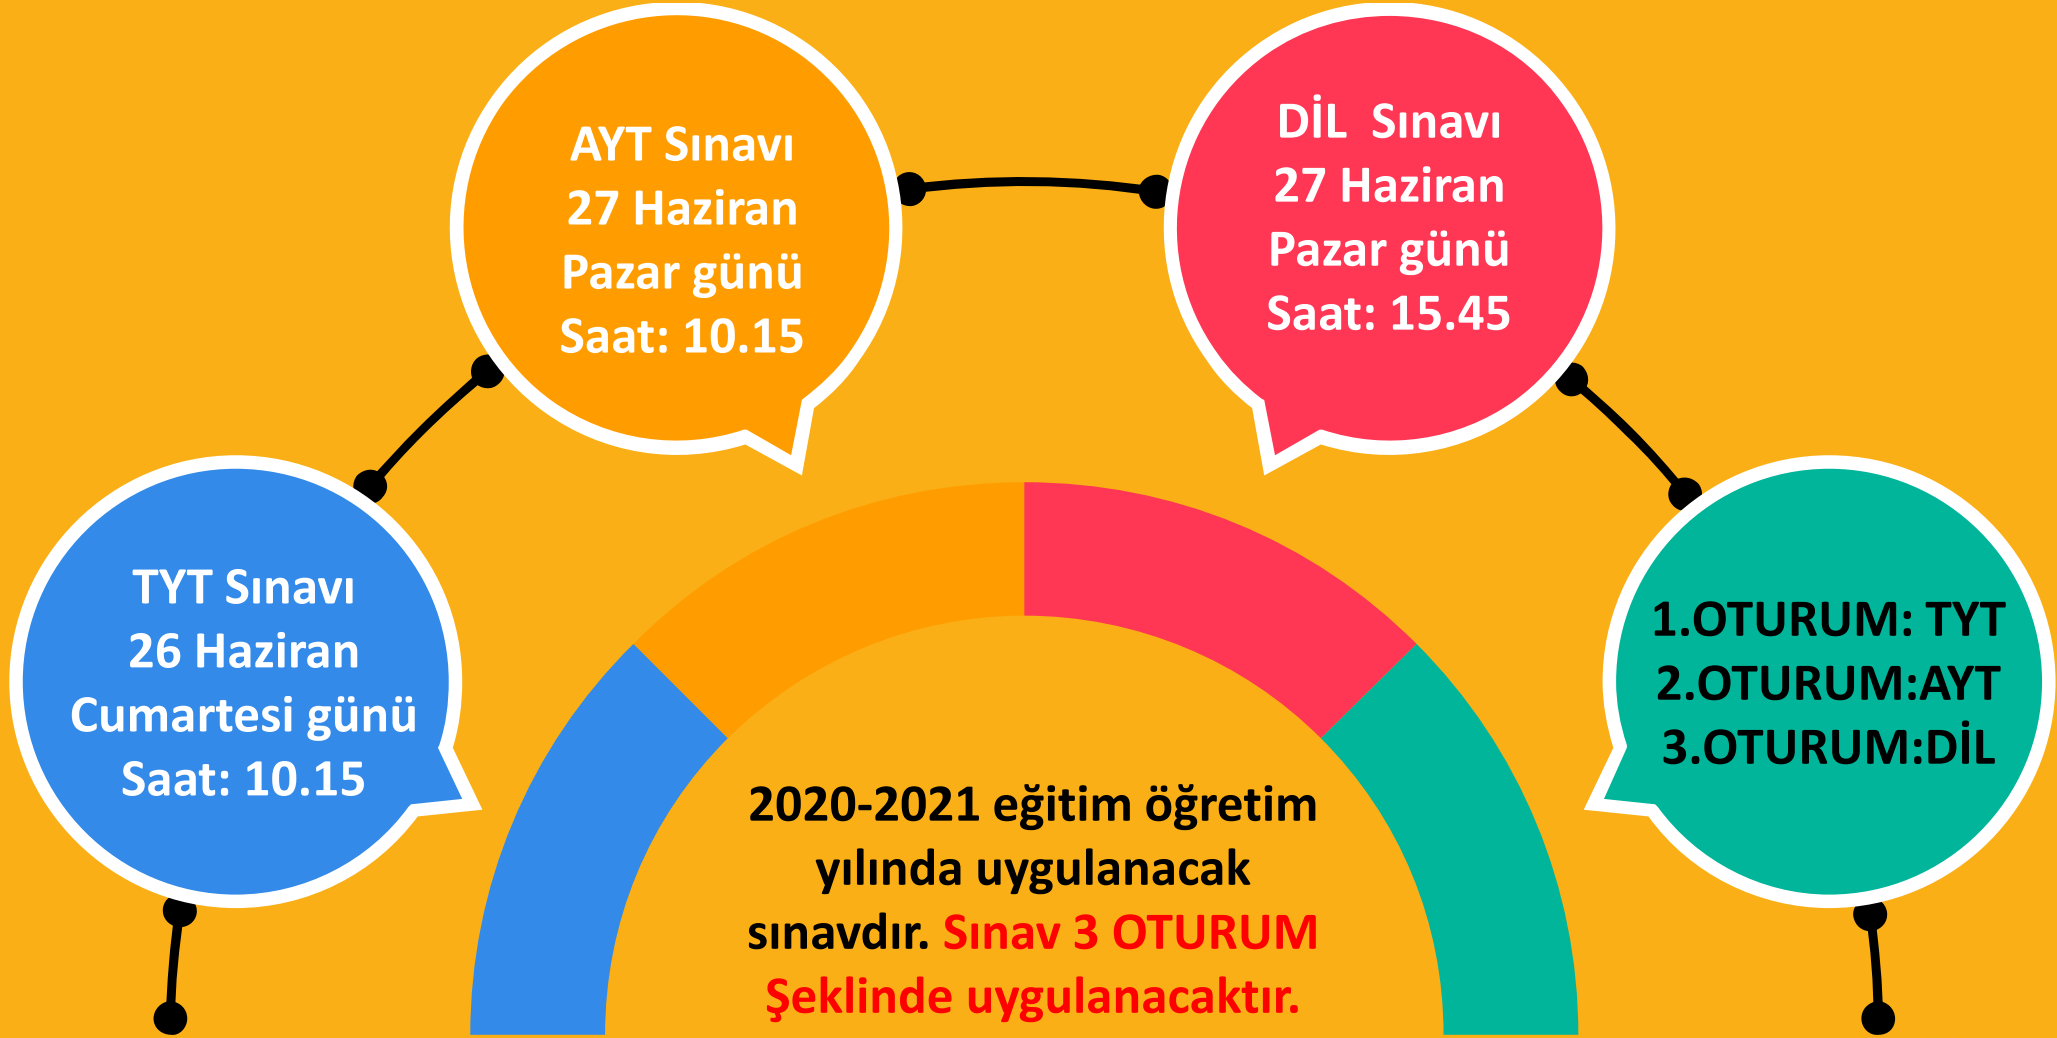 TYT Sınavı
26 Haziran
Cumartesi günü
Saat: 10.15
AYT Sınavı
27 Haziran
Pazar günü
Saat: 10.15
DİL  Sınavı
27 Haziran
Pazar günü
Saat: 15.45
1.OTURUM: TYT
2.OTURUM:AYT
3.OTURUM:DİL
2020-2021 eğitim öğretim
yılında uygulanacak
sınavdır. Sınav 3 OTURUM
Şeklinde uygulanacaktır.